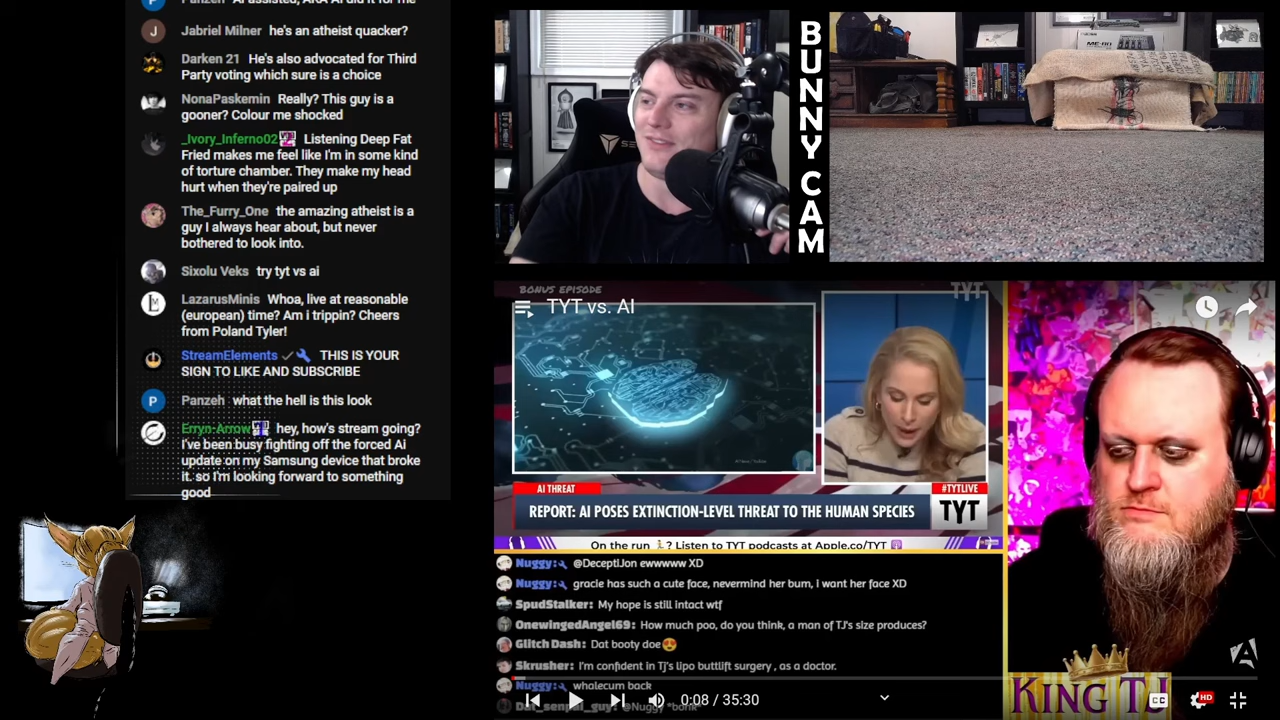 Panzeh AI assisted, AKA AI did it for me
Jabriel Milner he's an atheist quacker?
Darken 21 He's also advocated for Third
Party voting which sure is a choice
NonaPaskemin Really? This guy is a
gooner? Colour me shocked
_Ivory_Inferno02 Listening Deep Fat
Fried makes me feel like I'm in some kind
of torture chamber. They make my head
hurt when they're paired up
The_Furry_One the amazing atheist is a
guy I always hear about, but never
bothered to look into.
Sixolu Veks try tyt vs ai
LazarusMinis Whoa, live at reasonable
(european) time? Am i trippin? Cheers
from Poland Tyler!
StreamElements THIS IS YOUR
SIGN TO LIKE AND SUBSCRIBE
P
Panzeh what the hell is this look
Erryn-Arrow hey, how's stream going?
i've been busy fighting off the forced Ai
update on my Samsung device that broke
it. so I'm looking forward to something
good
BUNNY CAM
BONUS EPISODE
TYT
TYT vs. AI
AI THREAT
#TYTLIVE
REPORT: AI POSES EXTINCTION-LEVEL THREAT TO THE HUMAN SPECIES
TYT
On the run ? Listen to TYT podcasts at Apple.co/TYT
Nuggy: @DeceptiJon ewwwww XD
Nuggy: gracie has such a cute face, nevermind her bum, I want her face XD
SpudStalker: My hope is still intact wtf
OnewingedAngel69: How much poo, do you think, a man of TJ's size produces?
Glitch Dash: Dat booty doe
Skrusher: I'm confident in Tj's lipo buttlift surgery , as a doctor.
Nuggy: whalecum back
Dat_senpai_guy: @Nuggy *bonk*
0:08 / 35:30
KING TJ
CC
HD